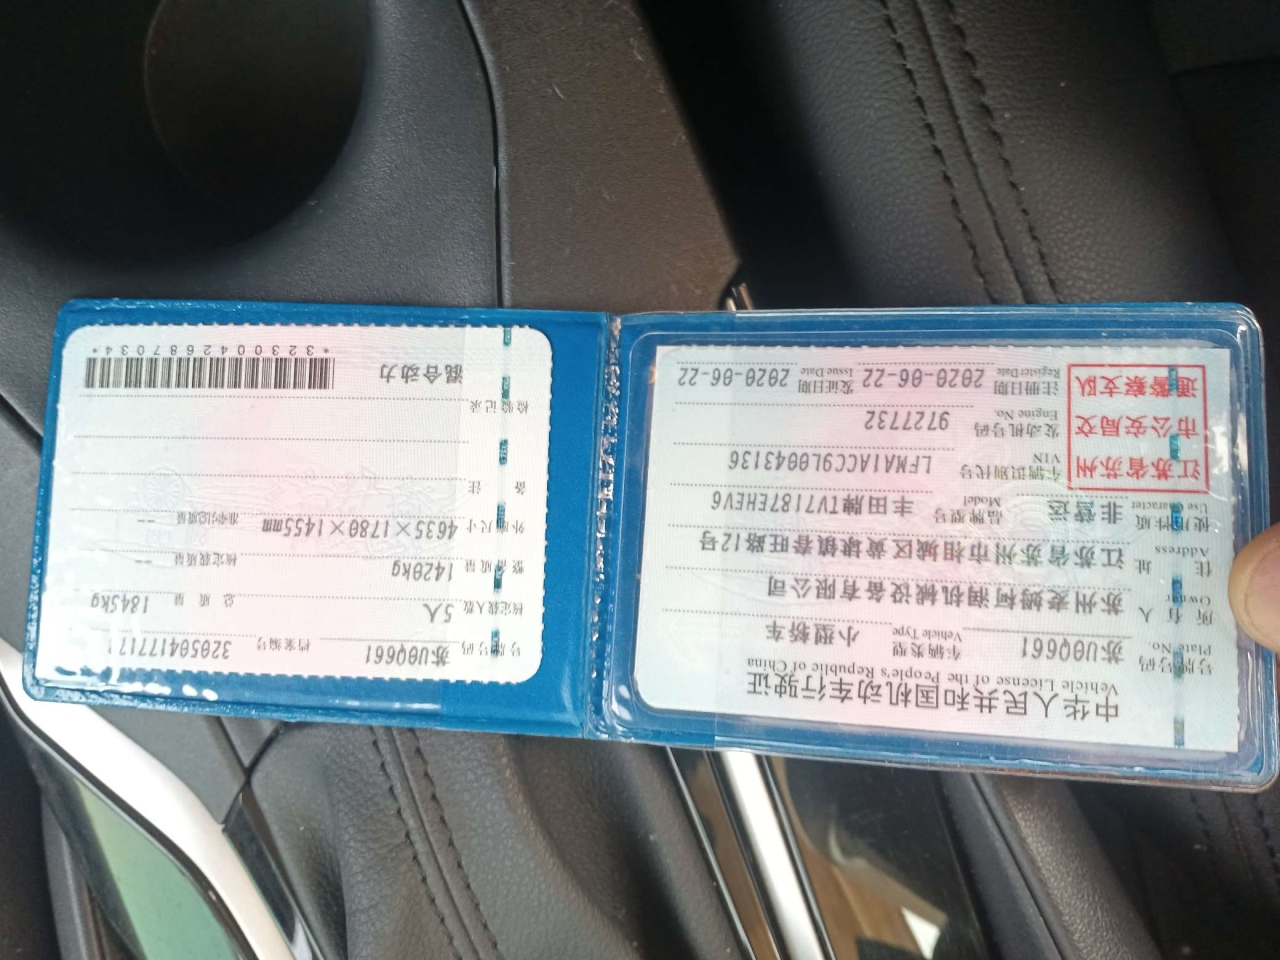 中华人民共和国机动车行驶证
Vehicle License of the People's Republic of China
号牌号码 苏U0Q661 车辆类型 小型轿车
Plate No. Vehicle Type
所有人 苏州麦姆柯润机械设备有限公司
Owner
住址 江苏省苏州市相城区黄埭镇春旺路12号
Address
使用性质 非营运 品牌型号 丰田牌TV7187EHEV6
Use Character Model
江苏省苏州
市公安局交
通警察支队
车辆识别代号 LFMA1ACC9L0043136
VIN
发动机号码 9727732
Engine No.
注册日期 2020-06-22 发证日期 2020-06-22
Register Date Issue Date
号牌号码 苏U0Q661 档案编号 320504177171
核定载人数 5人 总质量 1845kg
整备质量 1420kg 核定载质量 --
外廓尺寸 4635×1780×1455mm 准牵引总质量 --
备注
检验记录
混合动力
*3230042687034*